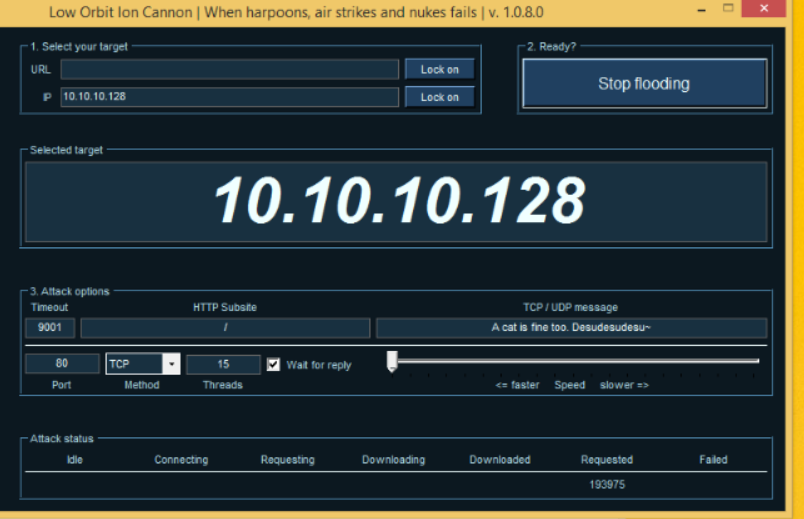 Low Orbit Ion Cannon | When harpoons, air strikes and nukes fails | v. 1.0.8.0
1. Select your target
URL Lock on
IP 10.10.10.128 Lock on
2. Ready?
Stop flooding
Selected target
10.10.10.128
3. Attack options
Timeout HTTP Subsite TCP / UDP message
9001 / A cat is fine too. Desudesudesu~
80 TCP 15 Wait for reply
Port Method Threads <= faster Speed slower =>
Attack status
Idle Connecting Requesting Downloading Downloaded Requested Failed
193975